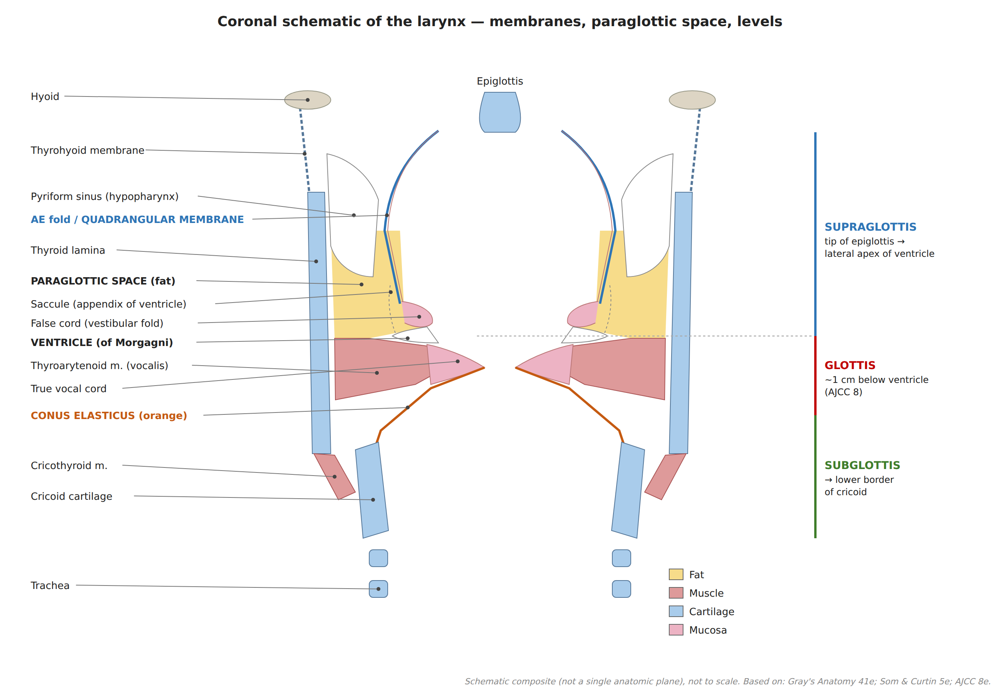 Coronal schematic of the larynx — membranes, paraglottic space, levels
Epiglottis
Hyoid
Thyrohyoid membrane
Pyriform sinus (hypopharynx)
AE fold / QUADRANGULAR MEMBRANE
Thyroid lamina
PARAGLOTTIC SPACE (fat)
Saccule (appendix of ventricle)
False cord (vestibular fold)
VENTRICLE (of Morgagni)
Thyroarytenoid m. (vocalis)
True vocal cord
CONUS ELASTICUS (orange)
Cricothyroid m.
Cricoid cartilage
Trachea
SUPRAGLOTTIS
tip of epiglottis →
lateral apex of ventricle
GLOTTIS
~1 cm below ventricle
(AJCC 8)
SUBGLOTTIS
→ lower border
of cricoid
Fat
Muscle
Cartilage
Mucosa
Schematic composite (not a single anatomic plane), not to scale. Based on: Gray's Anatomy 41e; Som & Curtin 5e; AJCC 8e.